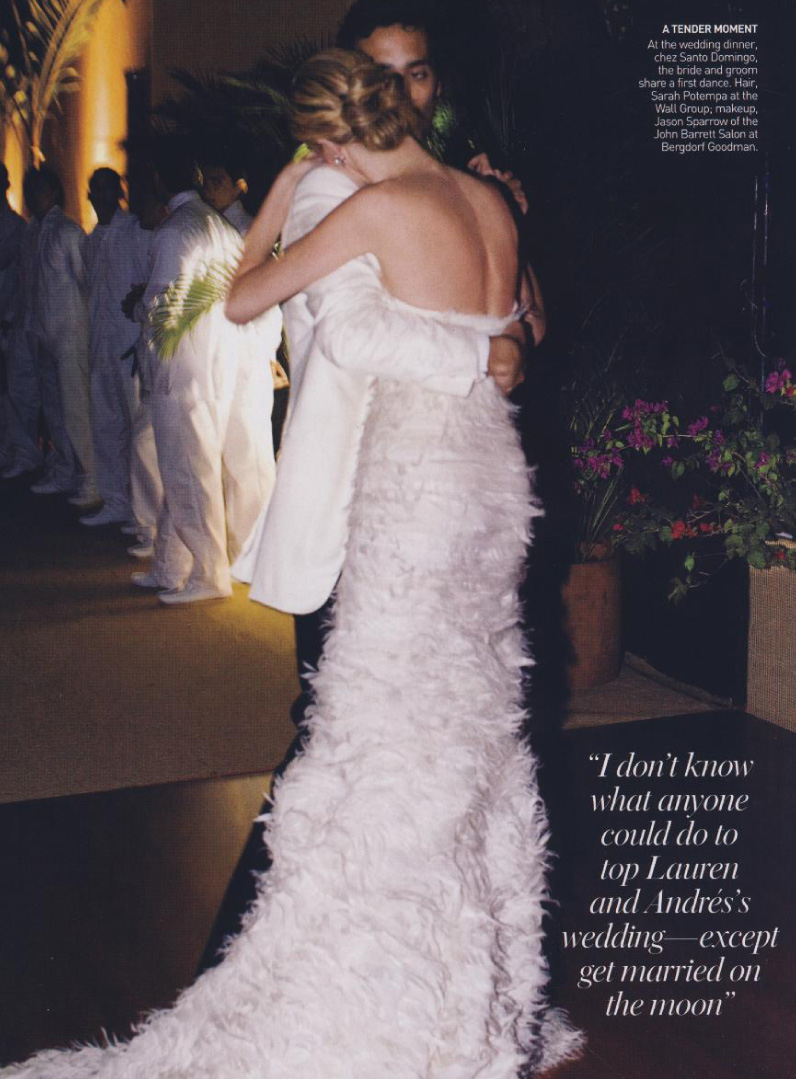 A TENDER MOMENT
At the wedding dinner,
chez Santo Domingo,
the bride and groom
share a first dance. Hair,
Sarah Potempa at the
Wall Group; makeup,
Jason Sparrow of the
John Barrett Salon at
Bergdorf Goodman.
“I don’t know
what anyone
could do to
top Lauren
and Andrés’s
wedding—except
get married on
the moon”